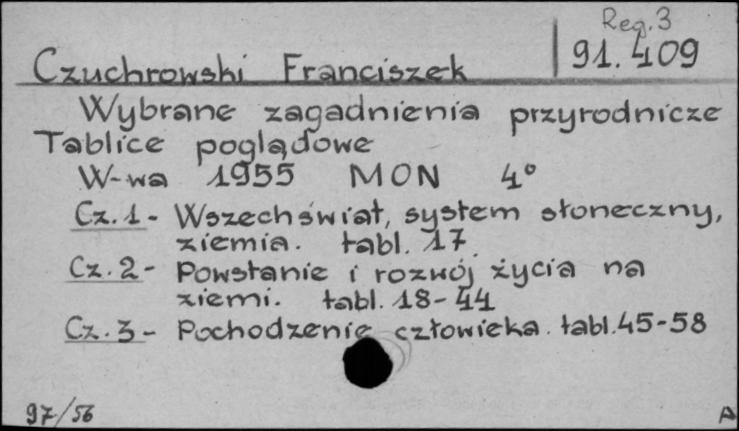 Reg. 3
91.409
Czuchrowski Franciszek
Wybrane zagadnienia przyrodnicze
Tablice poglądowe
W-wa 1955 MON 4°
Cz. 1 - Wszechświat, system słoneczny,
ziemia. tabl. 17
Cz. 2 - Powstanie i rozwój życia na
ziemi. tabl. 18-44
Cz. 3 - Pochodzenie człowieka. tabl. 45-58
97/56
A